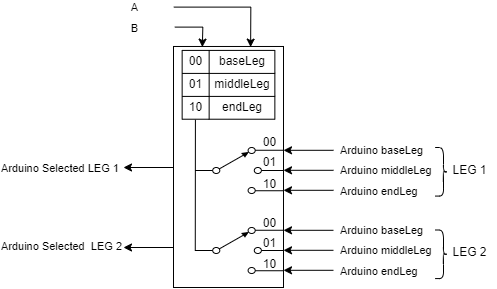 A
B
00 baseLeg
01 middleLeg
10 endLeg
00 Arduino baseLeg
Arduino Selected LEG 1 01 Arduino middleLeg LEG 1
10 Arduino endLeg
00 Arduino baseLeg
Arduino Selected LEG 2 01 Arduino middleLeg LEG 2
10 Arduino endLeg